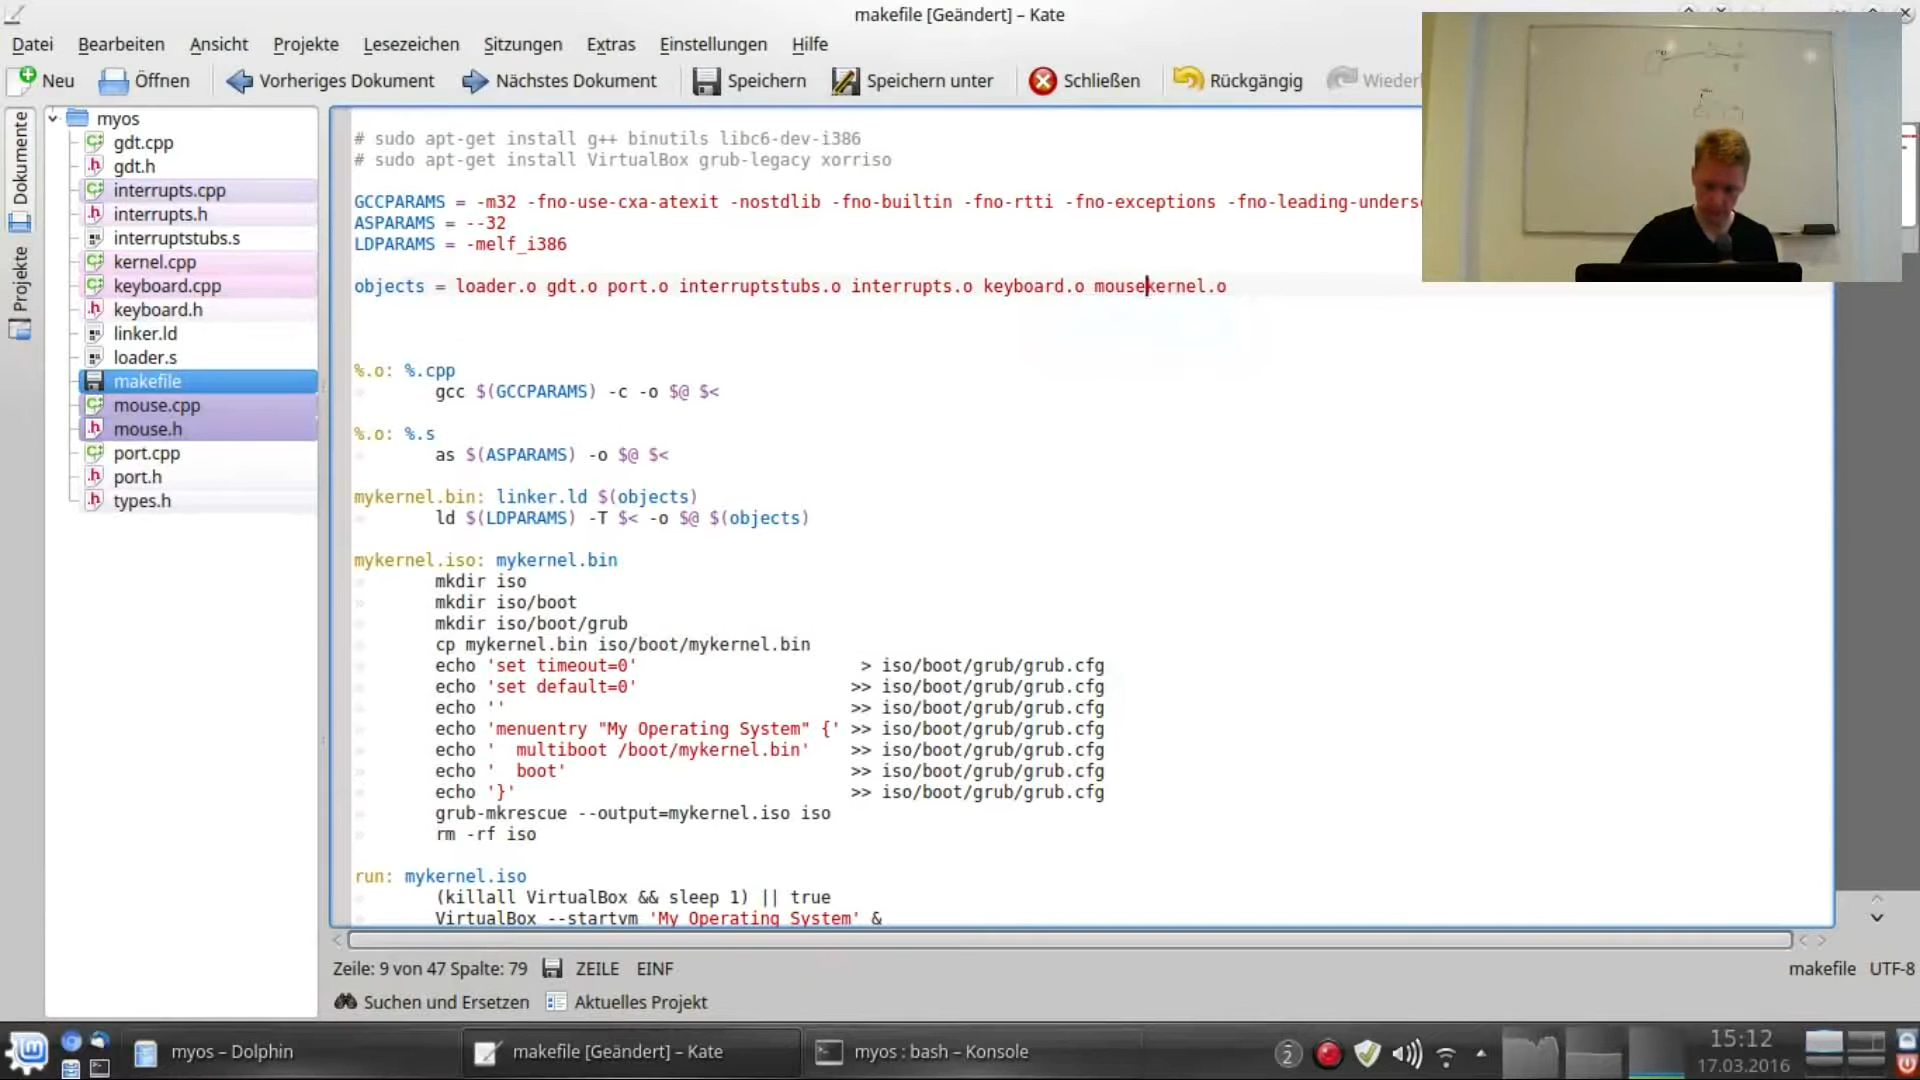 makefile [Geändert] – Kate
Datei Bearbeiten Ansicht Projekte Lesezeichen Sitzungen Extras Einstellungen Hilfe
Neu Öffnen Vorheriges Dokument Nächstes Dokument Speichern Speichern unter Schließen Rückgängig
Dokumente
Projekte
myos
gdt.cpp
gdt.h
interrupts.cpp
interrupts.h
interruptstubs.s
kernel.cpp
keyboard.cpp
keyboard.h
linker.ld
loader.s
makefile
mouse.cpp
mouse.h
port.cpp
port.h
types.h
# sudo apt-get install g++ binutils libc6-dev-i386
# sudo apt-get install VirtualBox grub-legacy xorriso
GCCPARAMS = -m32 -fno-use-cxa-atexit -nostdlib -fno-builtin -fno-rtti -fno-exceptions -fno-leading-unders
ASPARAMS = --32
LDPARAMS = -melf_i386
objects = loader.o gdt.o port.o interruptstubs.o interrupts.o keyboard.o mousekernel.o
%.o: %.cpp
gcc $(GCCPARAMS) -c -o $@ $<
%.o: %.s
as $(ASPARAMS) -o $@ $<
mykernel.bin: linker.ld $(objects)
ld $(LDPARAMS) -T $< -o $@ $(objects)
mykernel.iso: mykernel.bin
mkdir iso
mkdir iso/boot
mkdir iso/boot/grub
cp mykernel.bin iso/boot/mykernel.bin
echo 'set timeout=0' > iso/boot/grub/grub.cfg
echo 'set default=0' >> iso/boot/grub/grub.cfg
echo '' >> iso/boot/grub/grub.cfg
echo 'menuentry "My Operating System" {' >> iso/boot/grub/grub.cfg
echo '  multiboot /boot/mykernel.bin' >> iso/boot/grub/grub.cfg
echo '  boot' >> iso/boot/grub/grub.cfg
echo '}' >> iso/boot/grub/grub.cfg
grub-mkrescue --output=mykernel.iso iso
rm -rf iso
run: mykernel.iso
(killall VirtualBox && sleep 1) || true
VirtualBox --startvm 'My Operating System' &
Zeile: 9 von 47 Spalte: 79 ZEILE EINF makefile UTF-8
Suchen und Ersetzen Aktuelles Projekt
myos – Dolphin makefile [Geändert] – Kate myos : bash – Konsole 2 15:12
17.03.2016